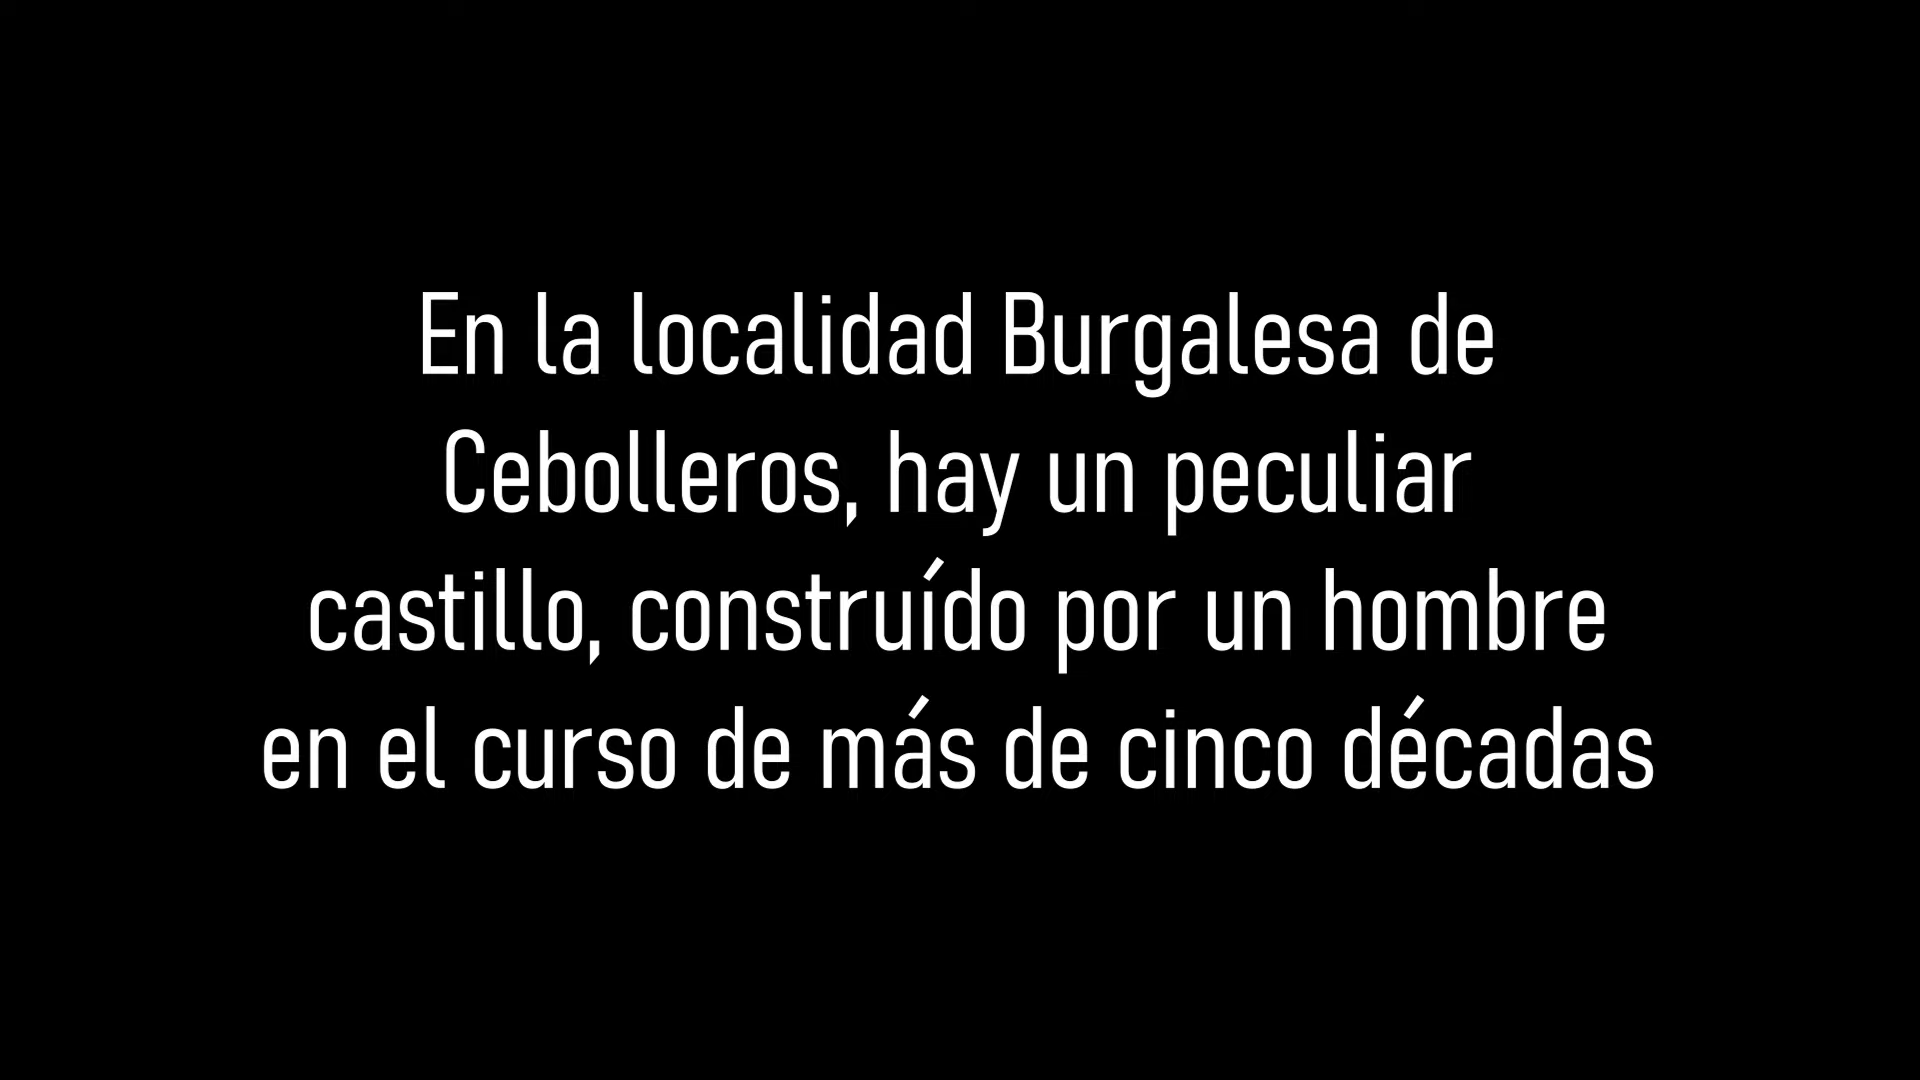 En la localidad Burgalesa de
Cebolleros, hay un peculiar
castillo, construído por un hombre
en el curso de más de cinco décadas